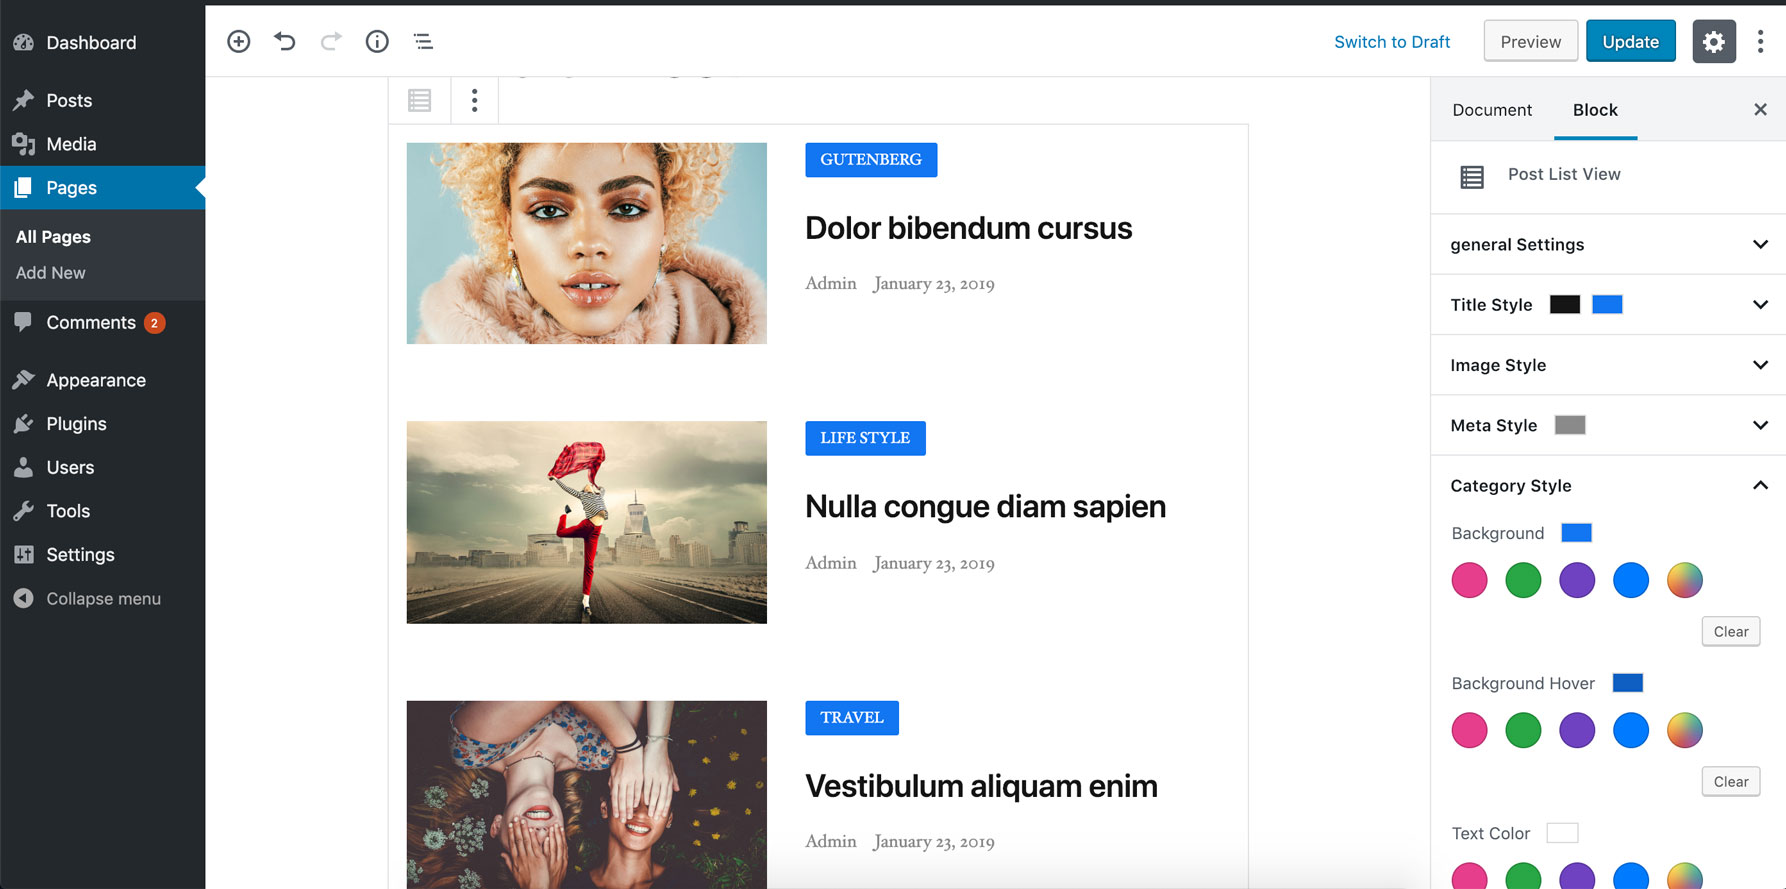 Dashboard
Posts
Media
Pages
All Pages
Add New
Comments 2
Appearance
Plugins
Users
Tools
Settings
Collapse menu
Switch to Draft
Preview
Update
GUTENBERG
Dolor bibendum cursus
Admin January 23, 2019
LIFE STYLE
Nulla congue diam sapien
Admin January 23, 2019
TRAVEL
Vestibulum aliquam enim
Admin January 23, 2019
Document Block
Post List View
general Settings
Title Style
Image Style
Meta Style
Category Style
Background
Clear
Background Hover
Clear
Text Color